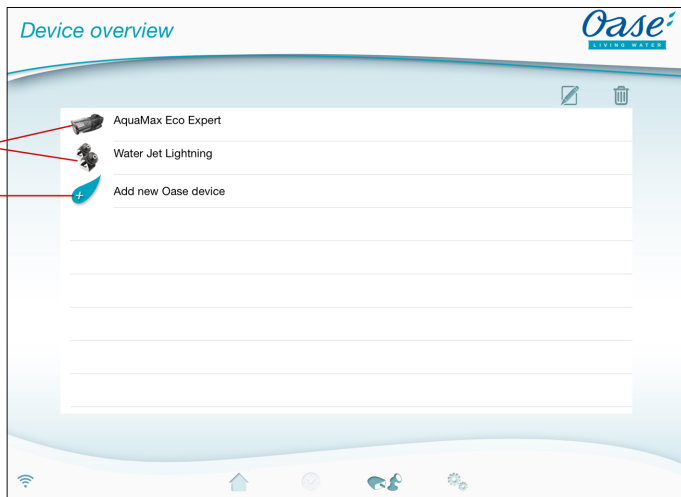 Device overview
Oase
LIVING WATER
AquaMax Eco Expert
Water Jet Lightning
Add new Oase device